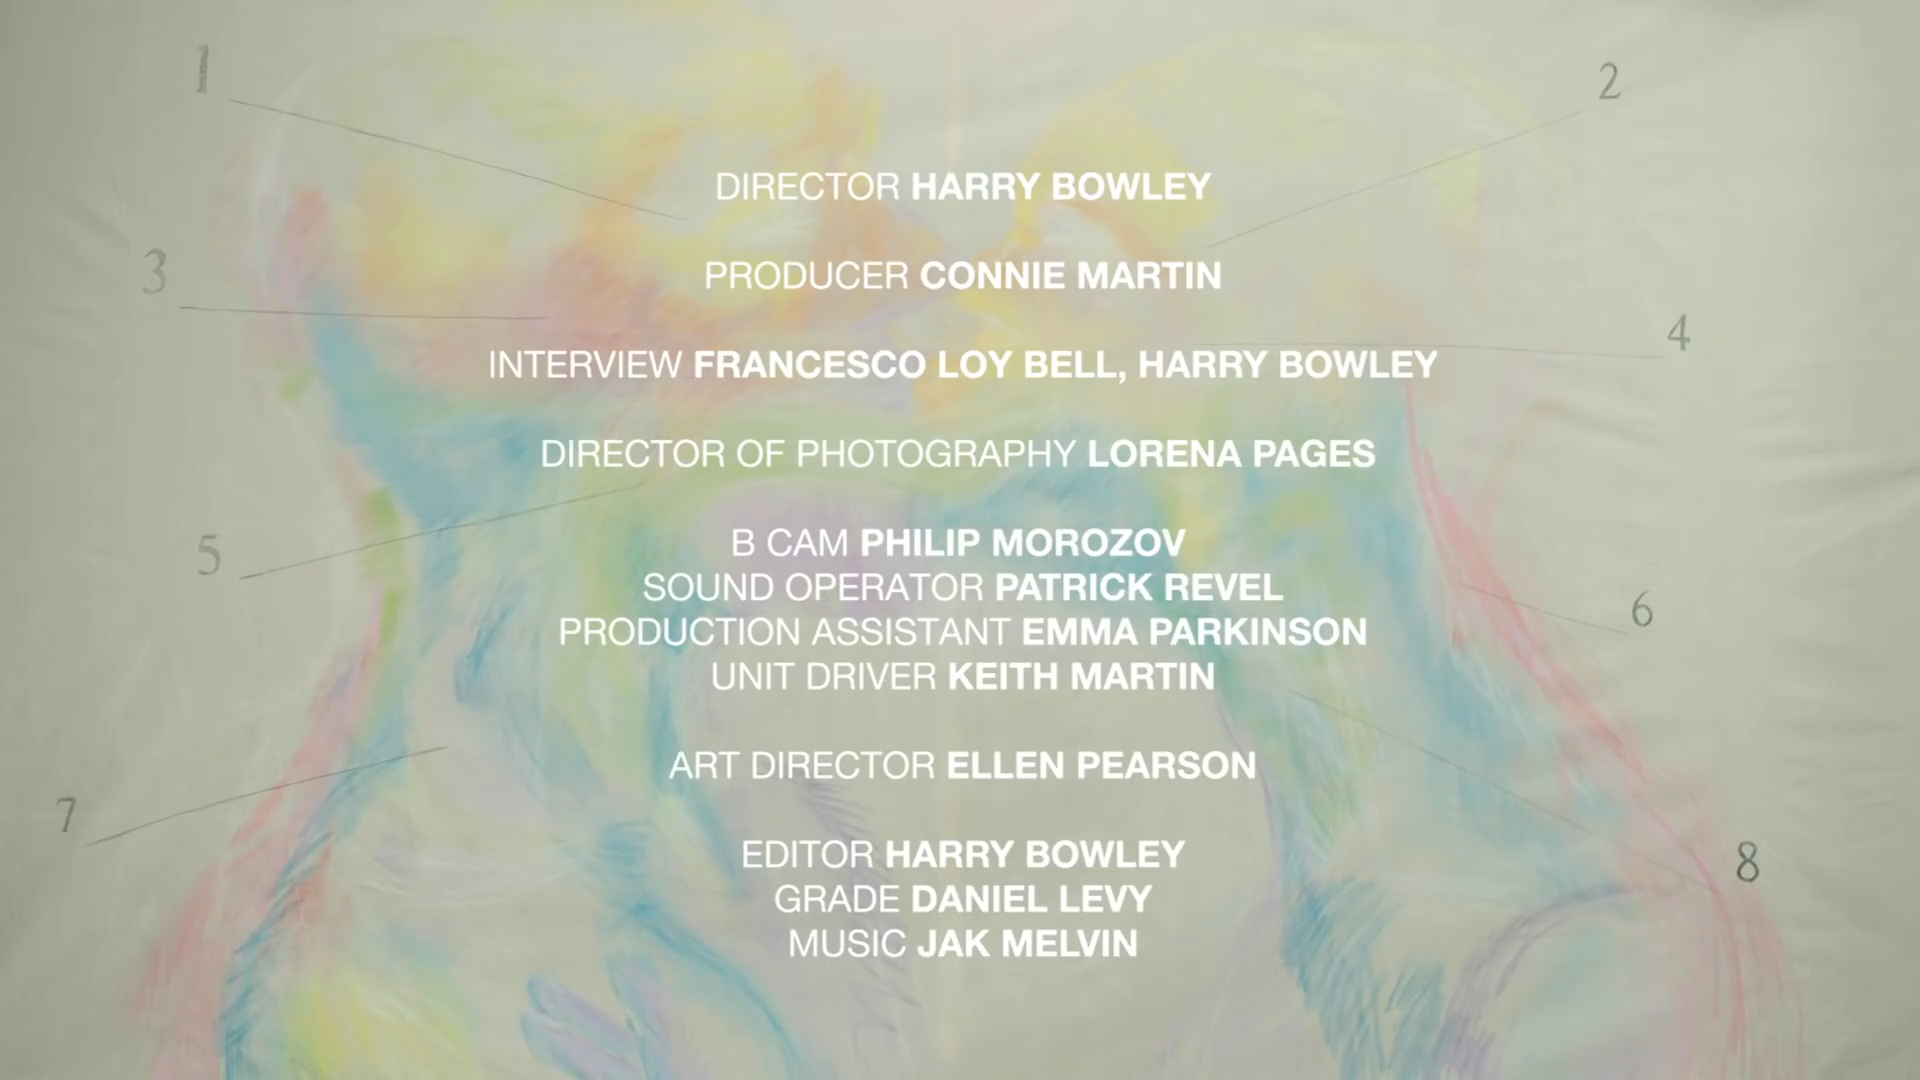 1
2
DIRECTOR HARRY BOWLEY
3
PRODUCER CONNIE MARTIN
4
INTERVIEW FRANCESCO LOY BELL, HARRY BOWLEY
DIRECTOR OF PHOTOGRAPHY LORENA PAGES
5
B CAM PHILIP MOROZOV
SOUND OPERATOR PATRICK REVEL
6
PRODUCTION ASSISTANT EMMA PARKINSON
UNIT DRIVER KEITH MARTIN
ART DIRECTOR ELLEN PEARSON
7
EDITOR HARRY BOWLEY
8
GRADE DANIEL LEVY
MUSIC JAK MELVIN